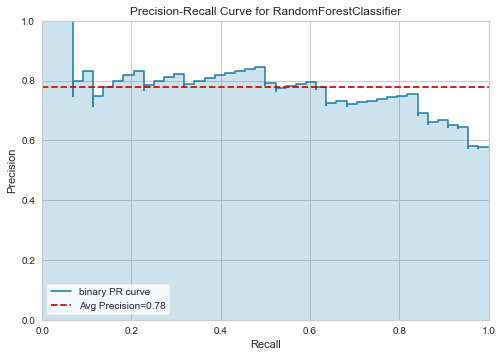 Precision-Recall Curve for RandomForestClassifier
1.0
0.8
0.6
0.4
0.2
0.0
Precision
binary PR curve
Avg Precision=0.78
0.0 0.2 0.4 0.6 0.8 1.0
Recall